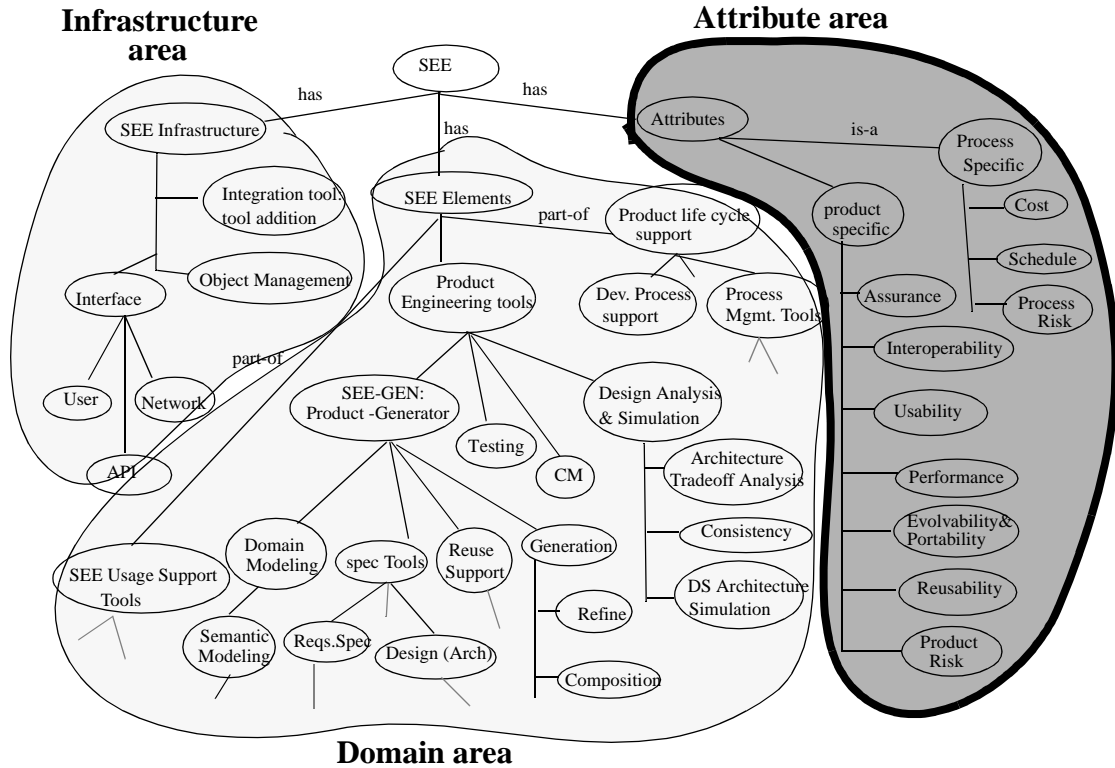 Infrastructure
area
Attribute area
SEE
has
has
has
SEE Infrastructure
Attributes
is-a
Process
Specific
Integration tool:
tool addition
SEE Elements
part-of
Product life cycle
support
product
specific
Cost
Object Management
Schedule
Interface
Product
Engineering tools
Dev. Process
support
Process
Mgmt. Tools
Assurance
Process
Risk
Interoperability
part-of
User
Network
SEE-GEN:
Product -Generator
Design Analysis
& Simulation
Usability
Testing
API
CM
Architecture
Tradeoff Analysis
Performance
Consistency
Evolvability&
Portability
Domain
Modeling
spec Tools
Reuse
Support
Generation
SEE Usage Support
Tools
DS Architecture
Simulation
Reusability
Refine
Semantic
Modeling
Reqs.Spec
Design (Arch)
Product
Risk
Composition
Domain area